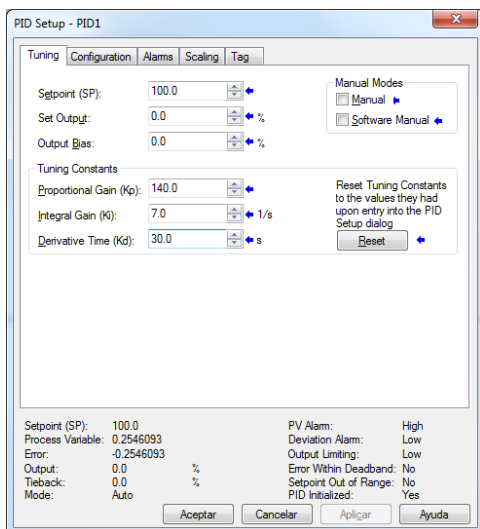 PID Setup - PID1
Tuning Configuration Alarms Scaling Tag
Setpoint (SP): 100.0
Set Output: 0.0 %
Output Bias: 0.0 %
Manual Modes
Manual
Software Manual
Tuning Constants
Proportional Gain (Kp): 140.0
Integral Gain (Ki): 7.0 1/s
Derivative Time (Kd): 30.0 s
Reset Tuning Constants
to the values they had
upon entry into the PID
Setup dialog
Reset
Setpoint (SP): 100.0
Process Variable: 0.2546093
Error: -0.2546093
Output: 0.0 %
Tieback: 0.0 %
Mode: Auto
PV Alarm: High
Deviation Alarm: Low
Output Limiting: Low
Error Within Deadband: No
Setpoint Out of Range: No
PID Initialized: Yes
Aceptar Cancelar Aplicar Ayuda